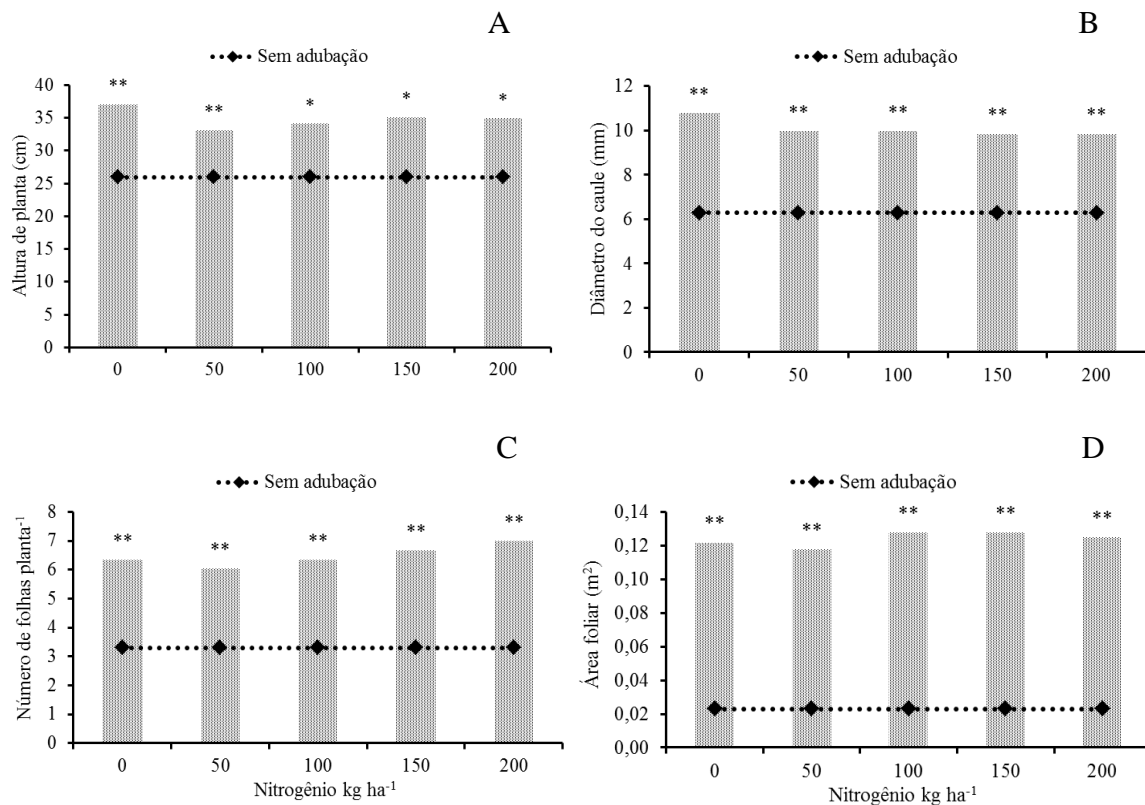 A
Sem adubação
Altura de planta (cm)
40
35
30
25
20
15
10
5
0
** ** * * *
0 50 100 150 200
B
Sem adubação
Diâmetro do caule (mm)
12
10
8
6
4
2
0
** ** ** ** **
0 50 100 150 200
C
Sem adubação
Número de folhas planta⁻¹
8
7
6
5
4
3
2
1
0
** ** ** ** **
0 50 100 150 200
Nitrogênio kg ha⁻¹
D
Sem adubação
Área foliar (m²)
0,14
0,12
0,10
0,08
0,06
0,04
0,02
0,00
** ** ** ** **
0 50 100 150 200
Nitrogênio kg ha⁻¹